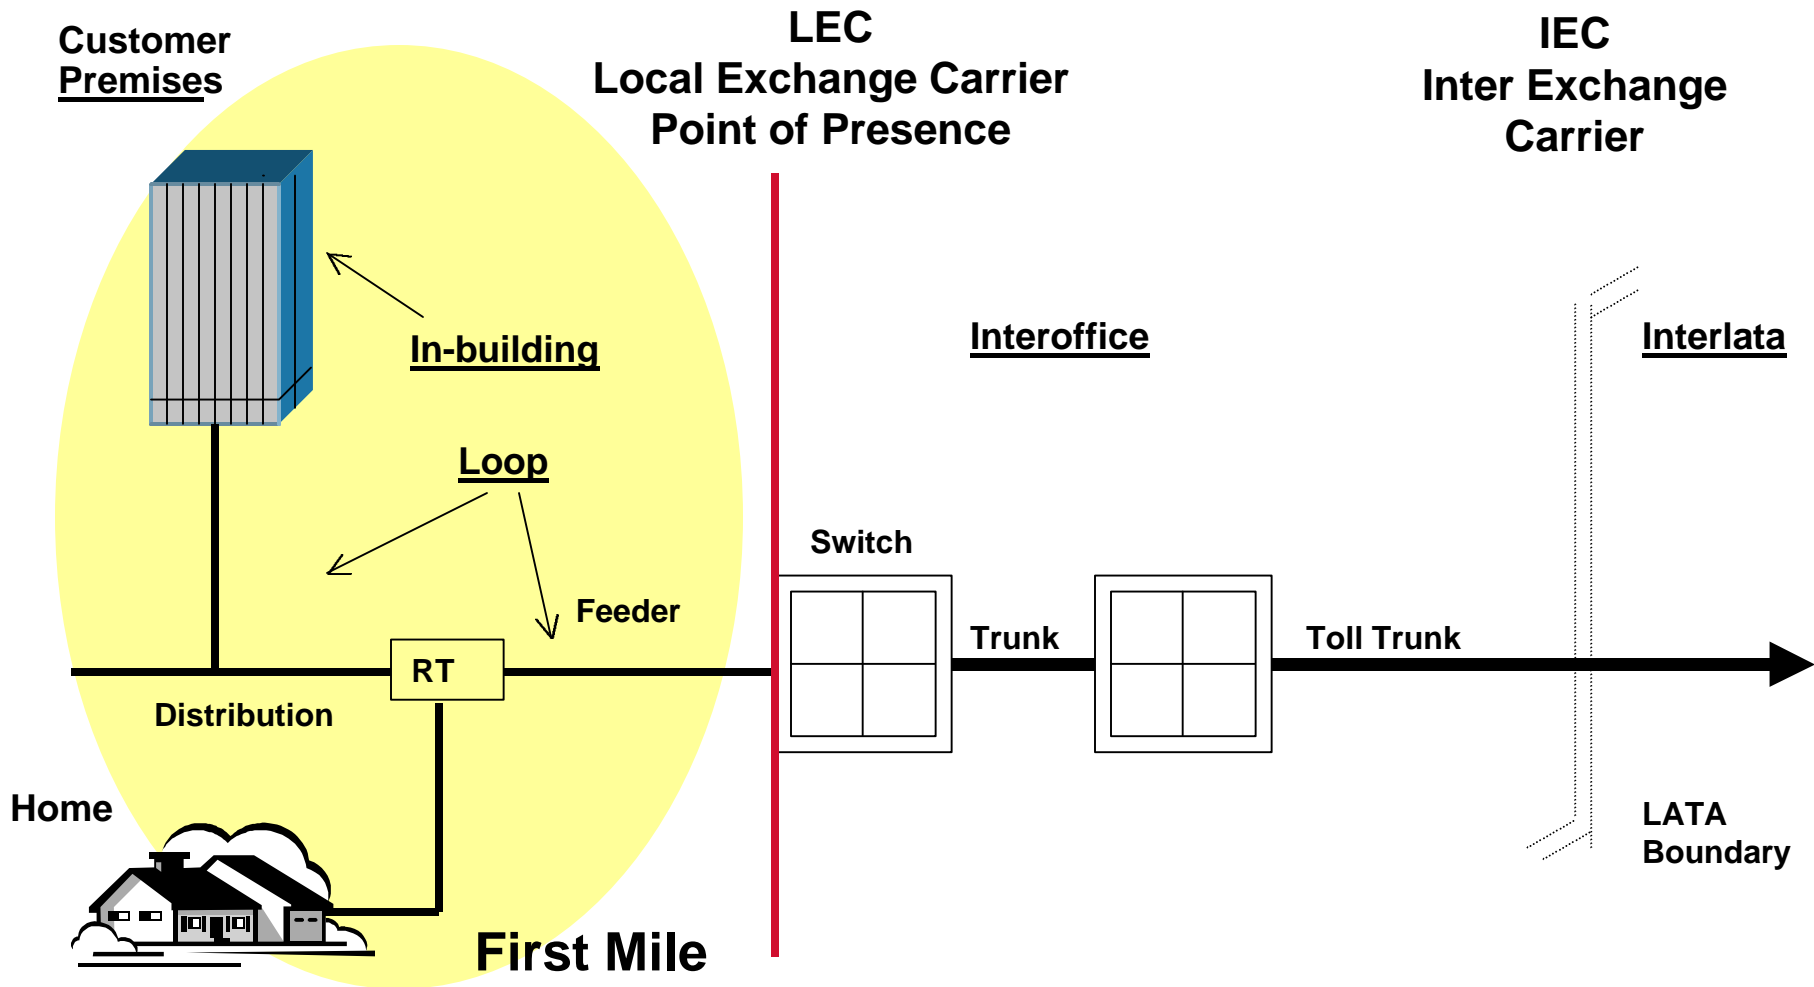 Customer
Premises
LEC
Local Exchange Carrier
Point of Presence
IEC
Inter Exchange
Carrier
In-building
Interoffice
Interlata
Loop
Switch
Feeder
Trunk
Toll Trunk
RT
Distribution
Home
LATA
Boundary
First Mile